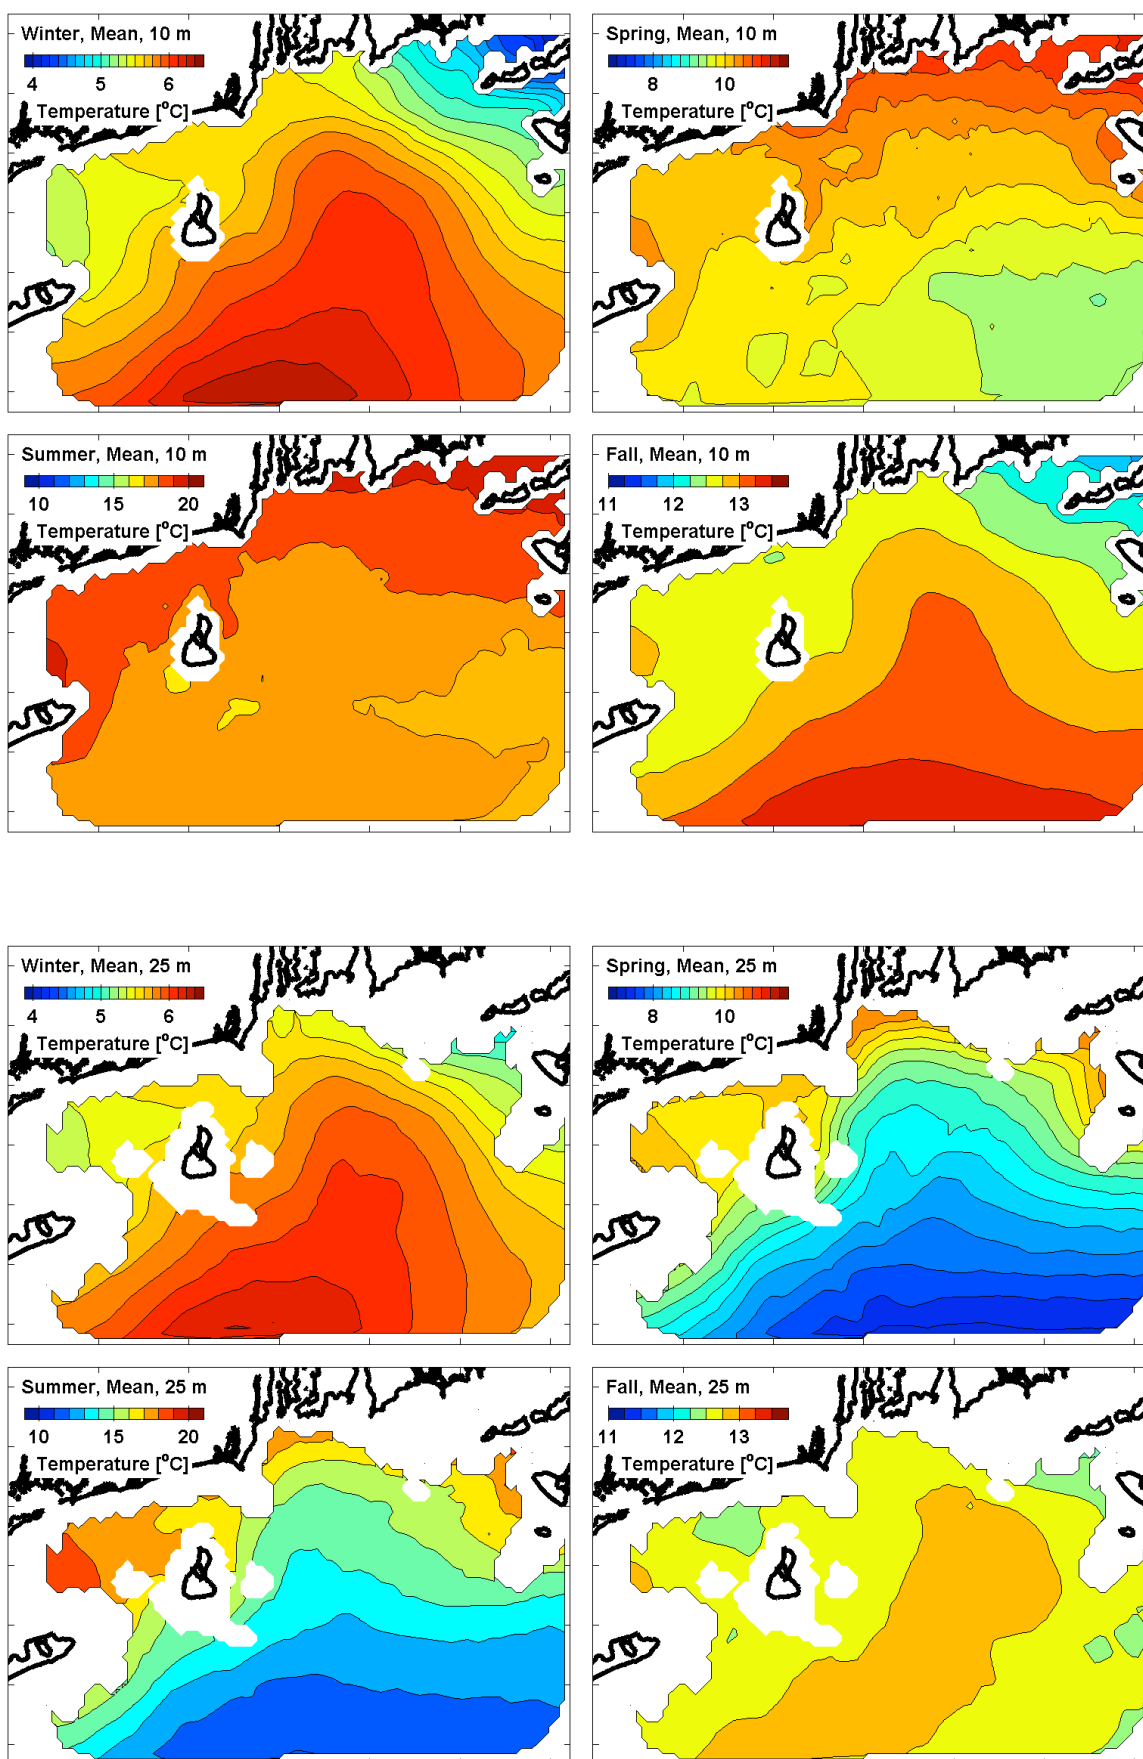 Winter, Mean, 10 m
4 5 6
Temperature [°C]
Spring, Mean, 10 m
8 10
Temperature [°C]
Summer, Mean, 10 m
10 15 20
Temperature [°C]
Fall, Mean, 10 m
11 12 13
Temperature [°C]
Winter, Mean, 25 m
4 5 6
Temperature [°C]
Spring, Mean, 25 m
8 10
Temperature [°C]
Summer, Mean, 25 m
10 15 20
Temperature [°C]
Fall, Mean, 25 m
11 12 13
Temperature [°C]